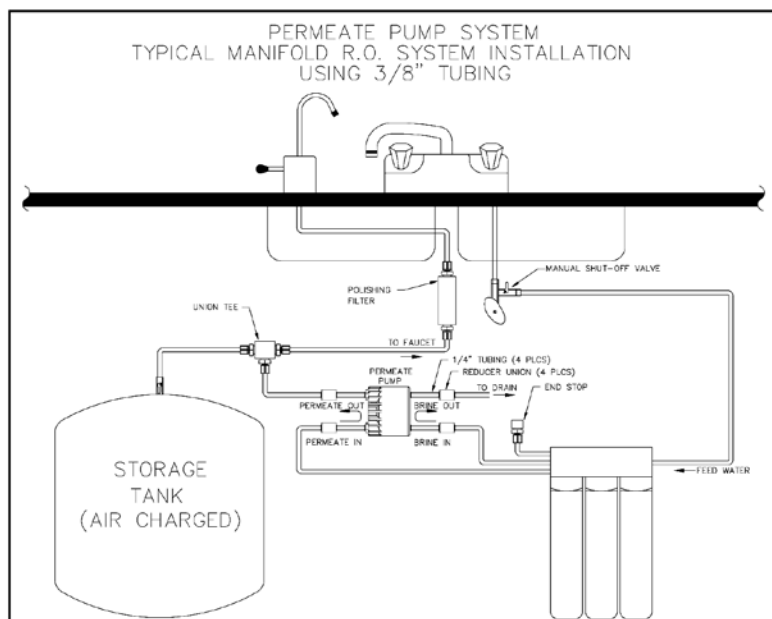 PERMEATE PUMP SYSTEM
TYPICAL MANIFOLD R.O. SYSTEM INSTALLATION
USING 3/8" TUBING
MANUAL SHUT-OFF VALVE
POLISHING
FILTER
UNION TEE
TO FAUCET
PERMEATE
PUMP
1/4" TUBING (4 PLCS)
REDUCER UNION (4 PLCS)
TO DRAIN
END STOP
PERMEATE OUT
BRINE OUT
PERMEATE IN
BRINE IN
FEED WATER
STORAGE
TANK
(AIR CHARGED)